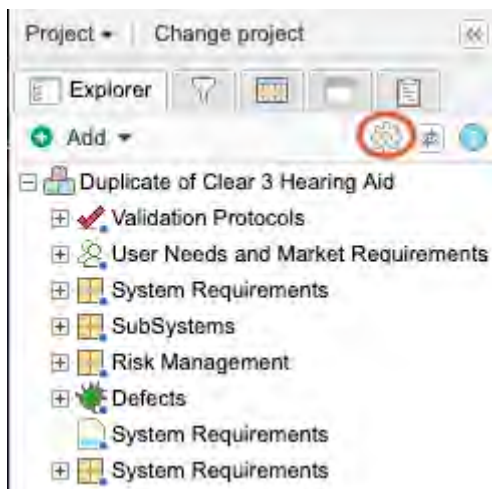 Project Change project
Explorer
Add
Duplicate of Clear 3 Hearing Aid
Validation Protocols
User Needs and Market Requirements
System Requirements
SubSystems
Risk Management
Defects
System Requirements
System Requirements